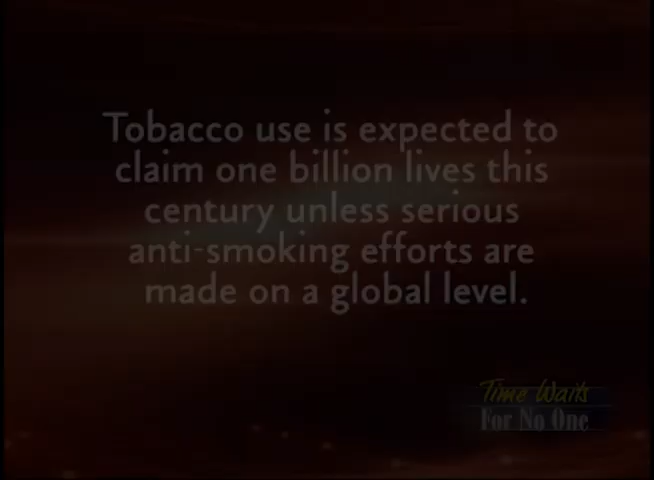 Tobacco use is expected to
claim one billion lives this
century unless serious
anti-smoking efforts are
made on a global level.
Time Waits
For No One